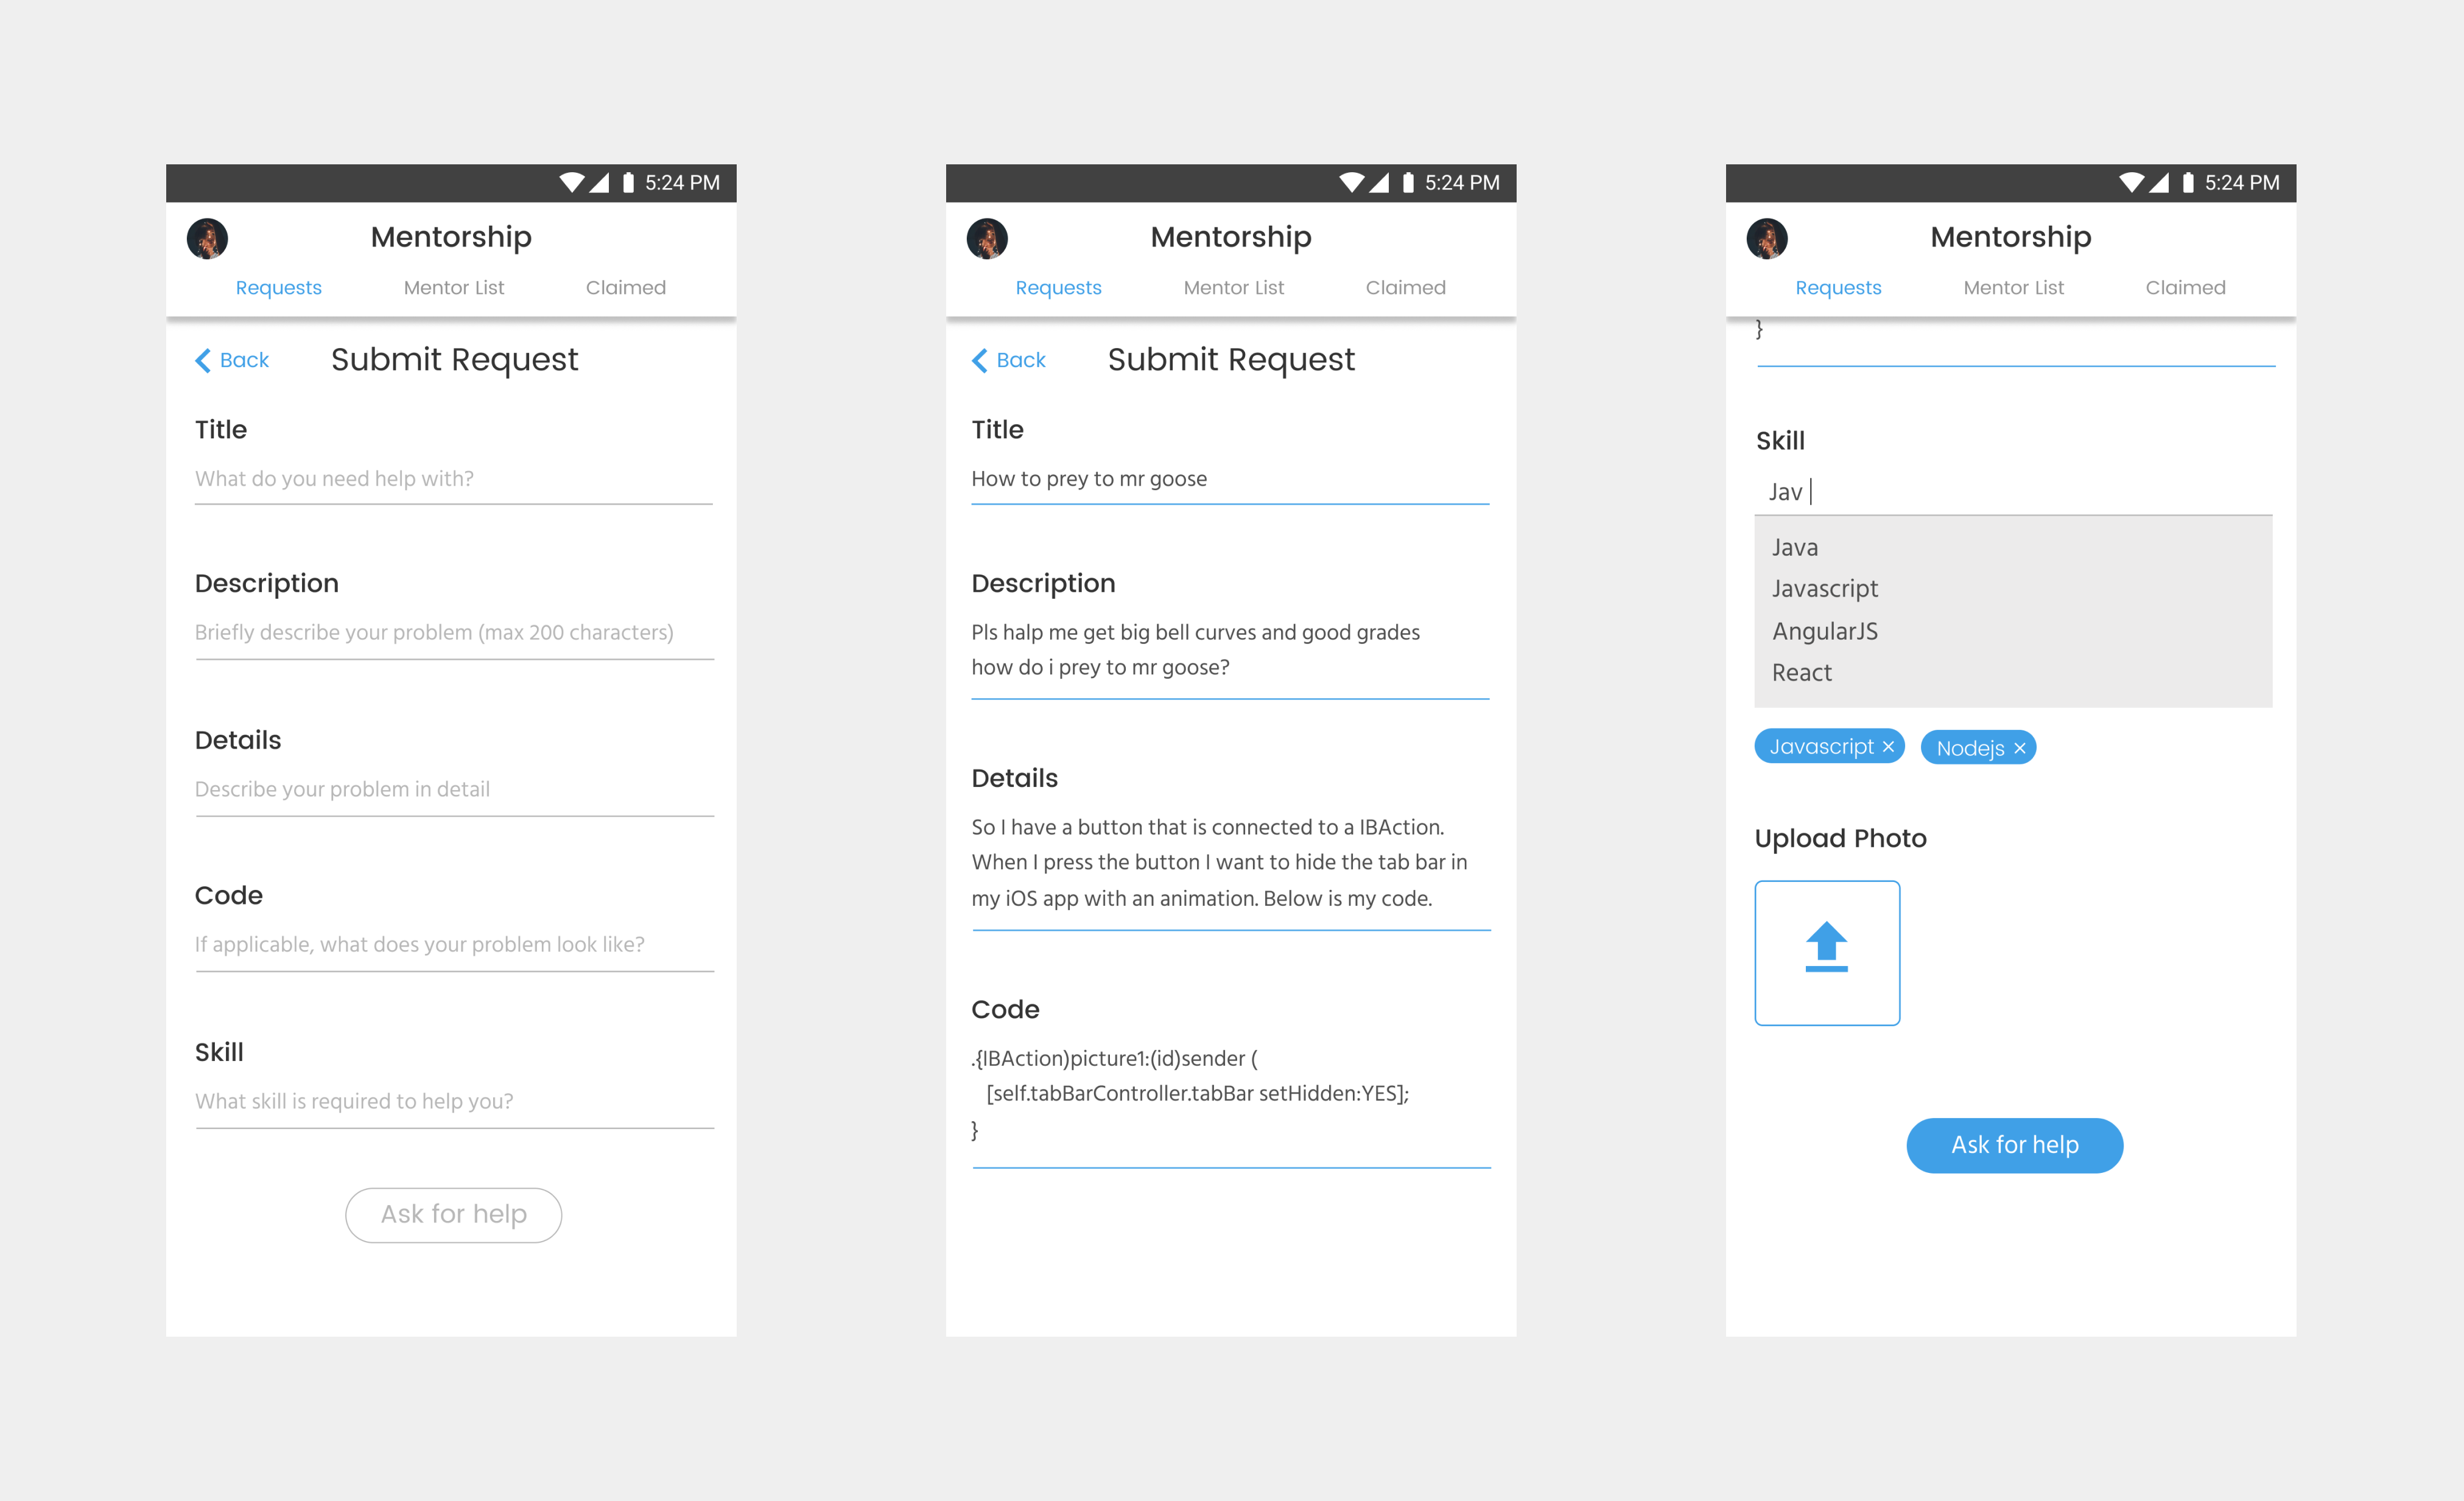 5:24 PM
Mentorship
Requests Mentor List Claimed
Back Submit Request
Title
What do you need help with?
Description
Briefly describe your problem (max 200 characters)
Details
Describe your problem in detail
Code
If applicable, what does your problem look like?
Skill
What skill is required to help you?
Ask for help
5:24 PM
Mentorship
Requests Mentor List Claimed
Back Submit Request
Title
How to prey to mr goose
Description
Pls halp me get big bell curves and good grades
how do i prey to mr goose?
Details
So I have a button that is connected to a IBAction.
When I press the button I want to hide the tab bar in
my iOS app with an animation. Below is my code.
Code
.{IBAction)picture1:(id)sender (
[self.tabBarController.tabBar setHidden:YES];
}
5:24 PM
Mentorship
Requests Mentor List Claimed
}
Skill
Jav
Java
Javascript
AngularJS
React
Javascript × Nodejs ×
Upload Photo
Ask for help